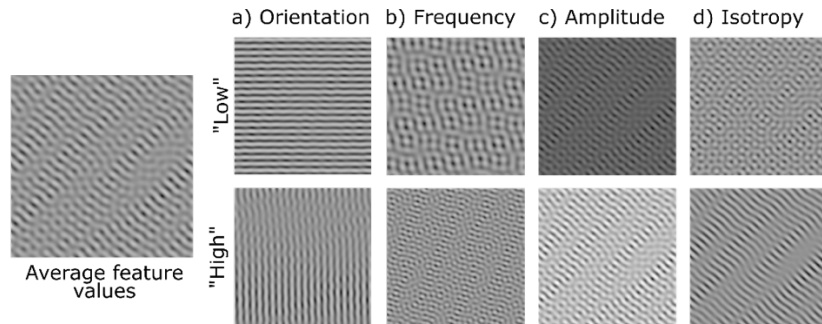 a) Orientation b) Frequency c) Amplitude d) Isotropy
"Low"
"High"
Average feature
values